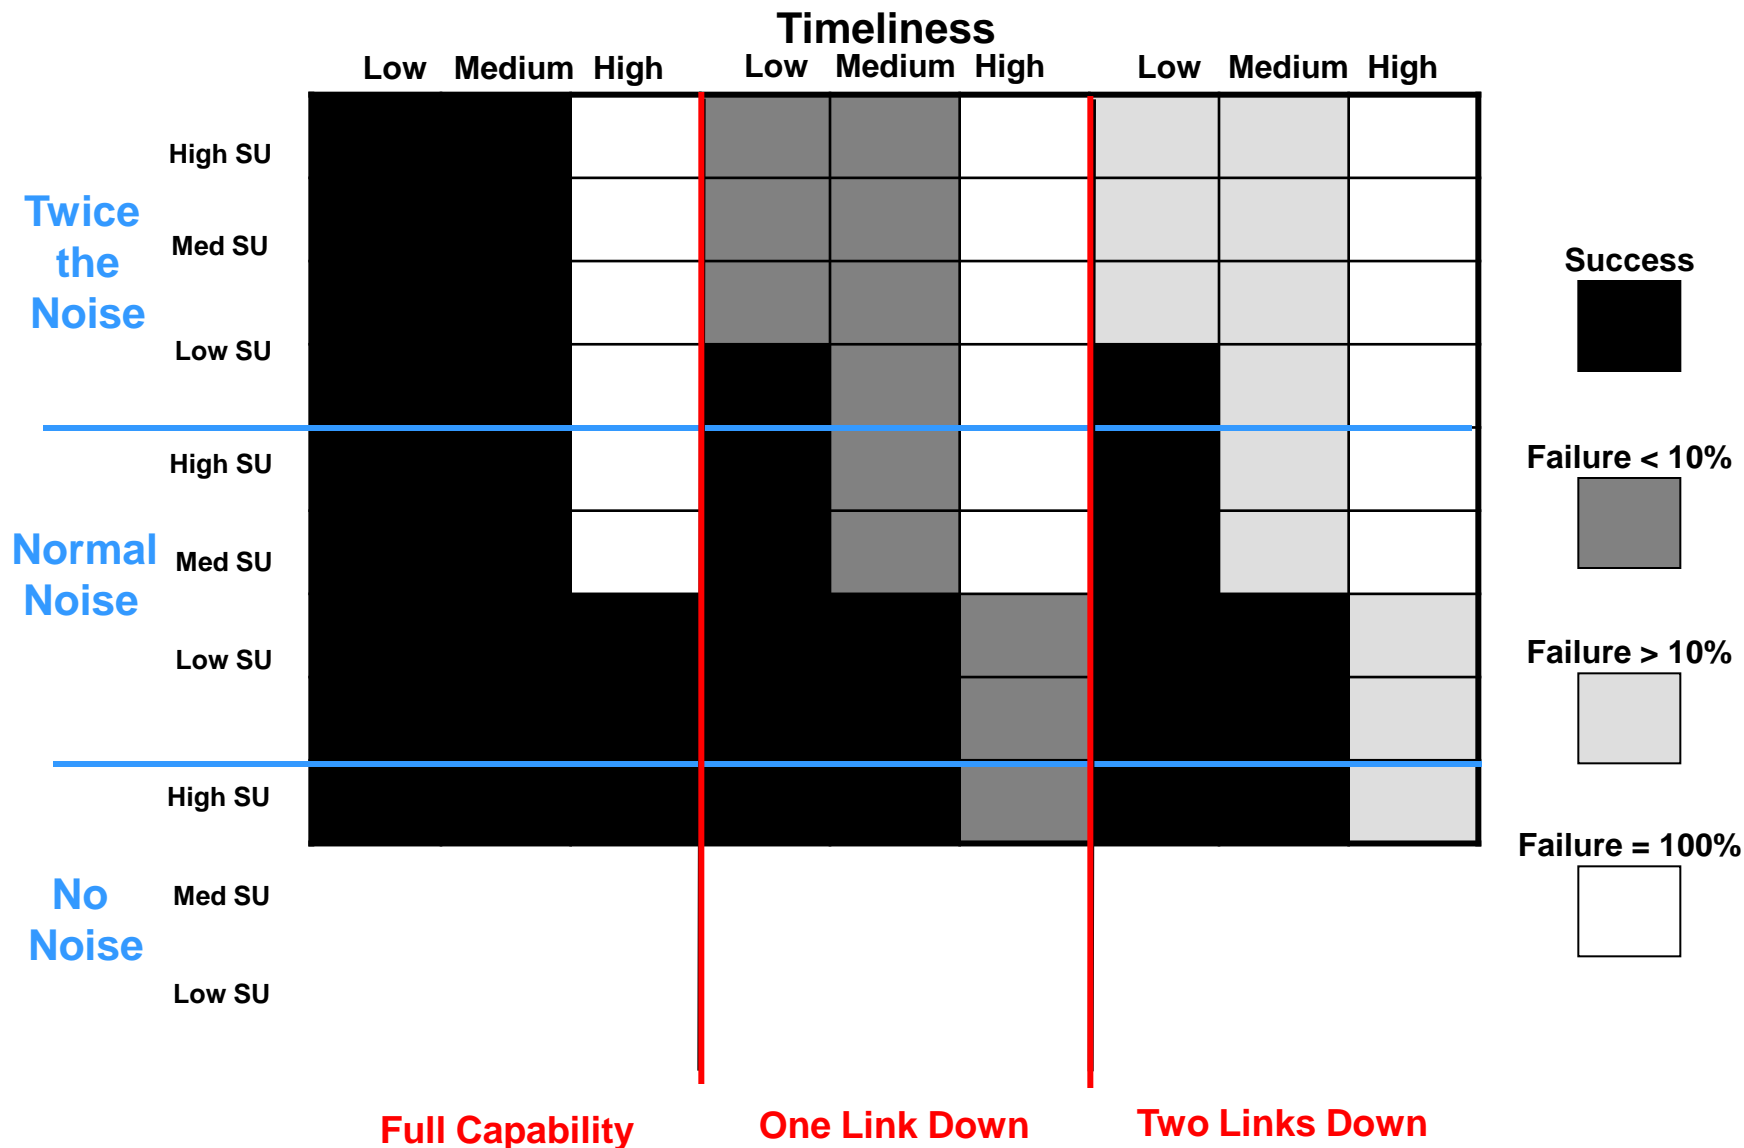 Timeliness
Low Medium High Low Medium High Low Medium High
High SU
Twice
the
Noise
Med SU
Low SU
High SU
Normal
Noise
Med SU
Low SU
High SU
No
Noise
Med SU
Low SU
Success
Failure < 10%
Failure > 10%
Failure = 100%
Full Capability
One Link Down
Two Links Down